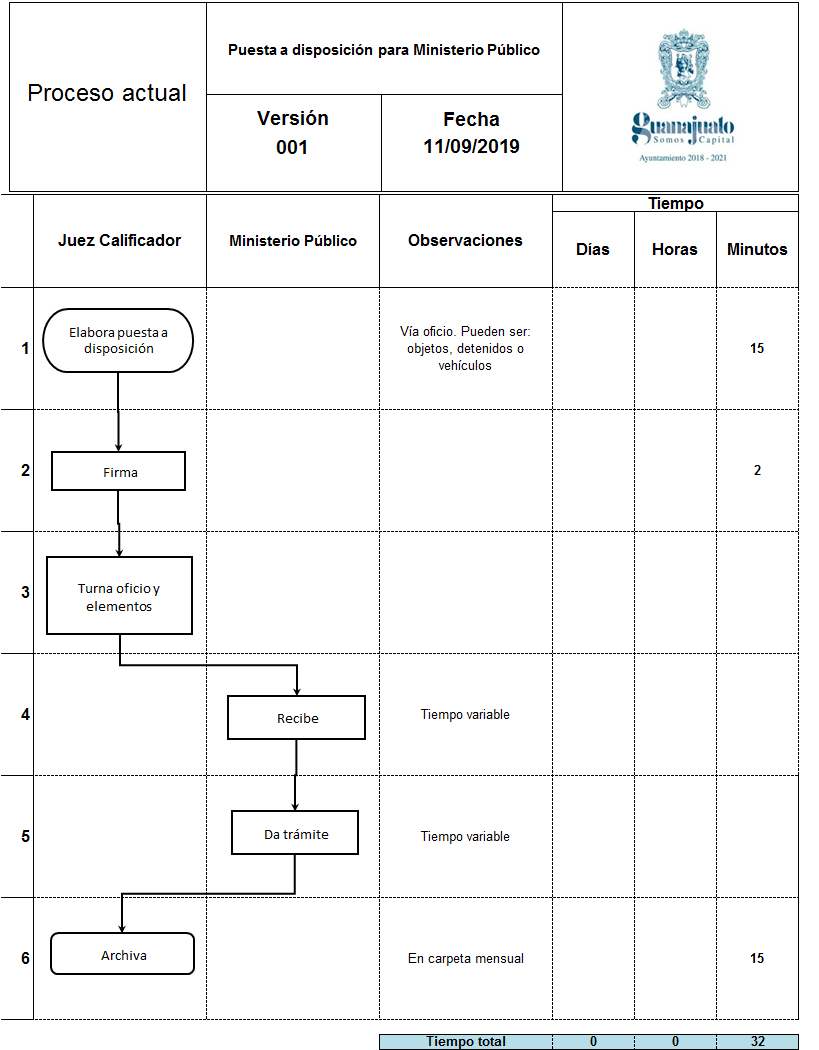 Proceso actual
Puesta a disposición para Ministerio Público
Versión
001
Fecha
11/09/2019
guanajuato
Somos Capital
Ayuntamiento 2018 - 2021
Juez Calificador
Ministerio Público
Observaciones
Tiempo
Días
Horas
Minutos
1
Elabora puesta a
disposición
Vía oficio. Pueden ser:
objetos, detenidos o
vehículos
15
2
Firma
2
3
Turna oficio y
elementos
4
Recibe
Tiempo variable
5
Da trámite
Tiempo variable
6
Archiva
En carpeta mensual
15
Tiempo total
0
0
32